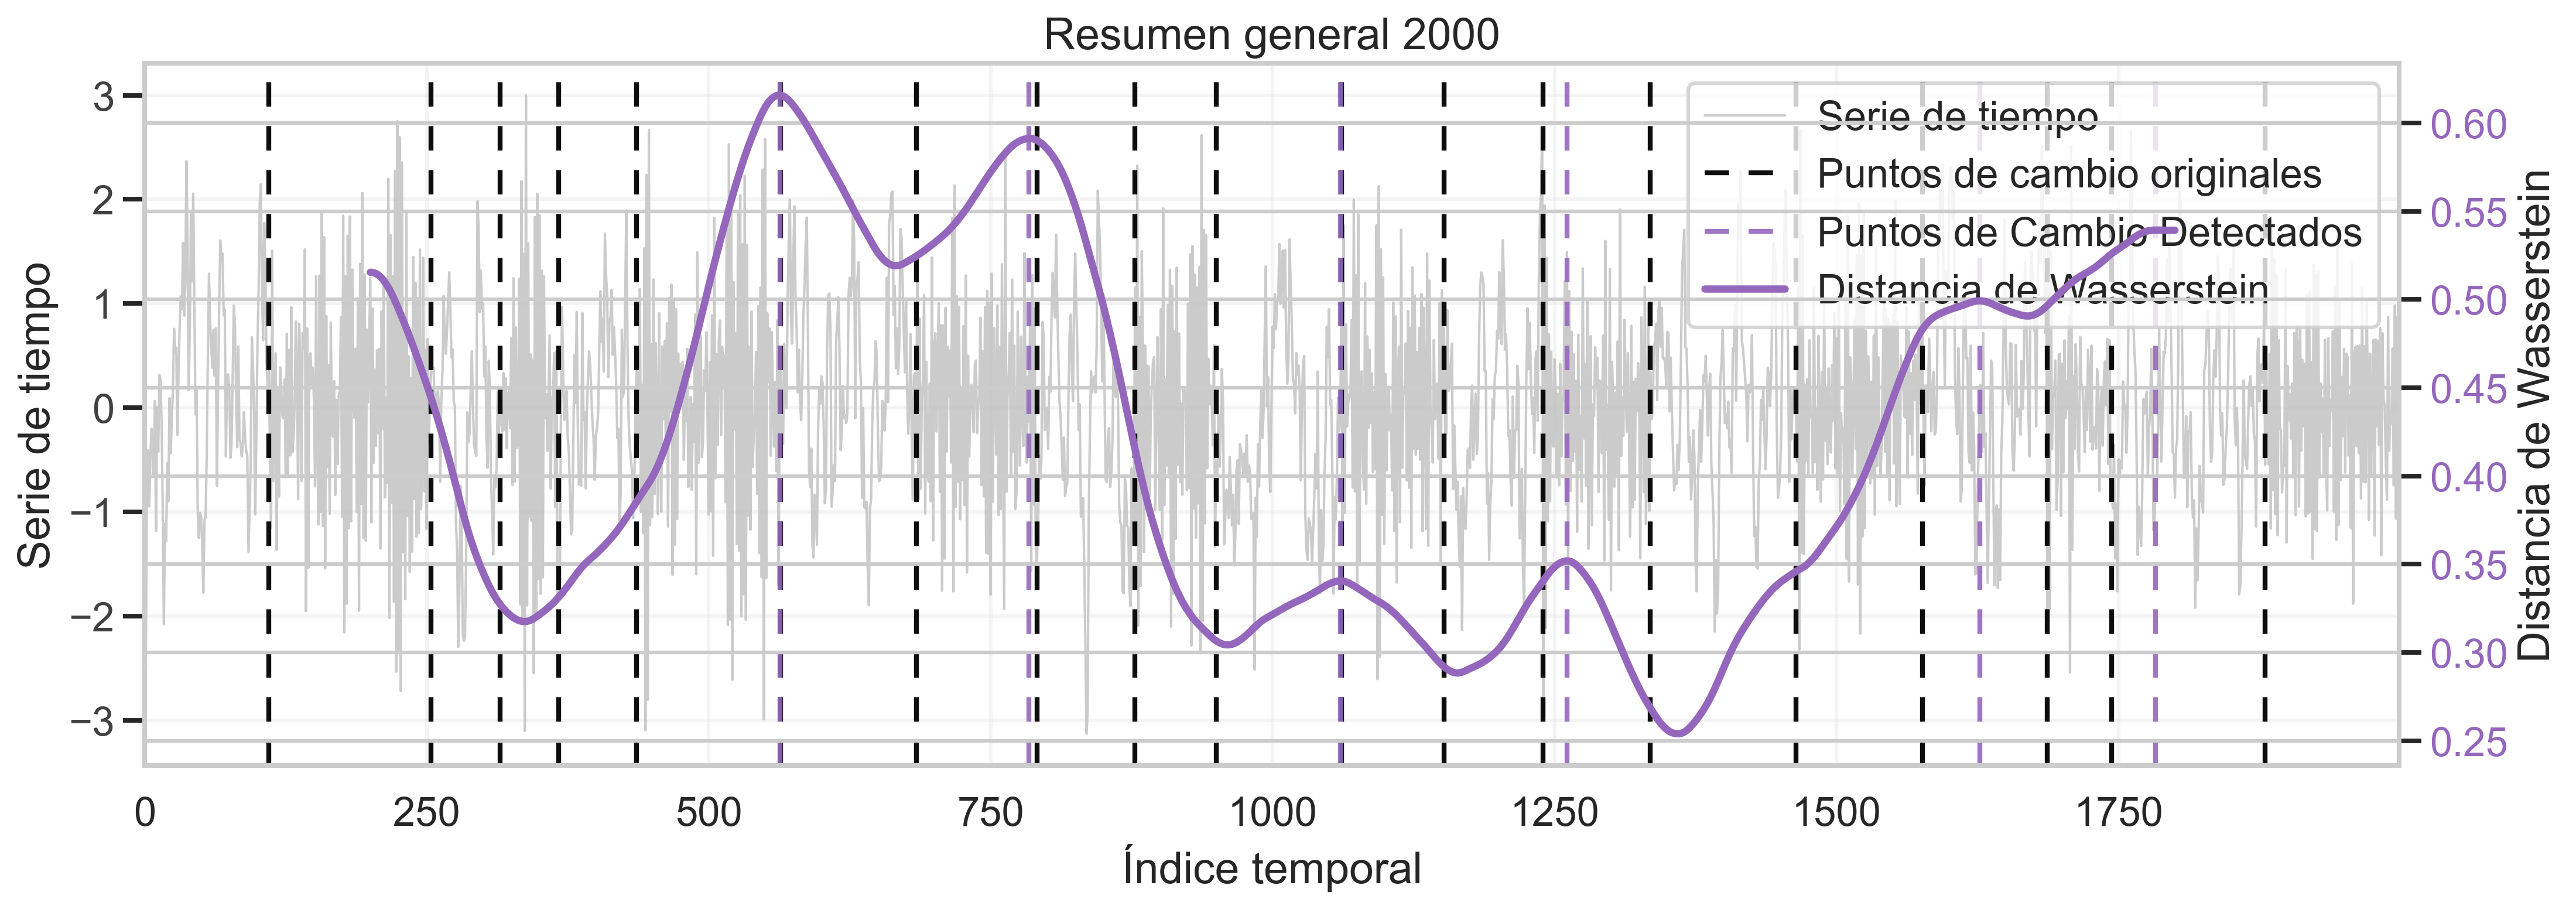 Resumen general 2000
Serie de tiempo
3
2
1
0
−1
−2
−3
Serie de tiempo
Puntos de cambio originales
Puntos de Cambio Detectados
Distancia de Wasserstein
0.60
0.55
0.50
0.45
0.40
0.35
0.30
0.25
Distancia de Wasserstein
0 250 500 750 1000 1250 1500 1750
Índice temporal